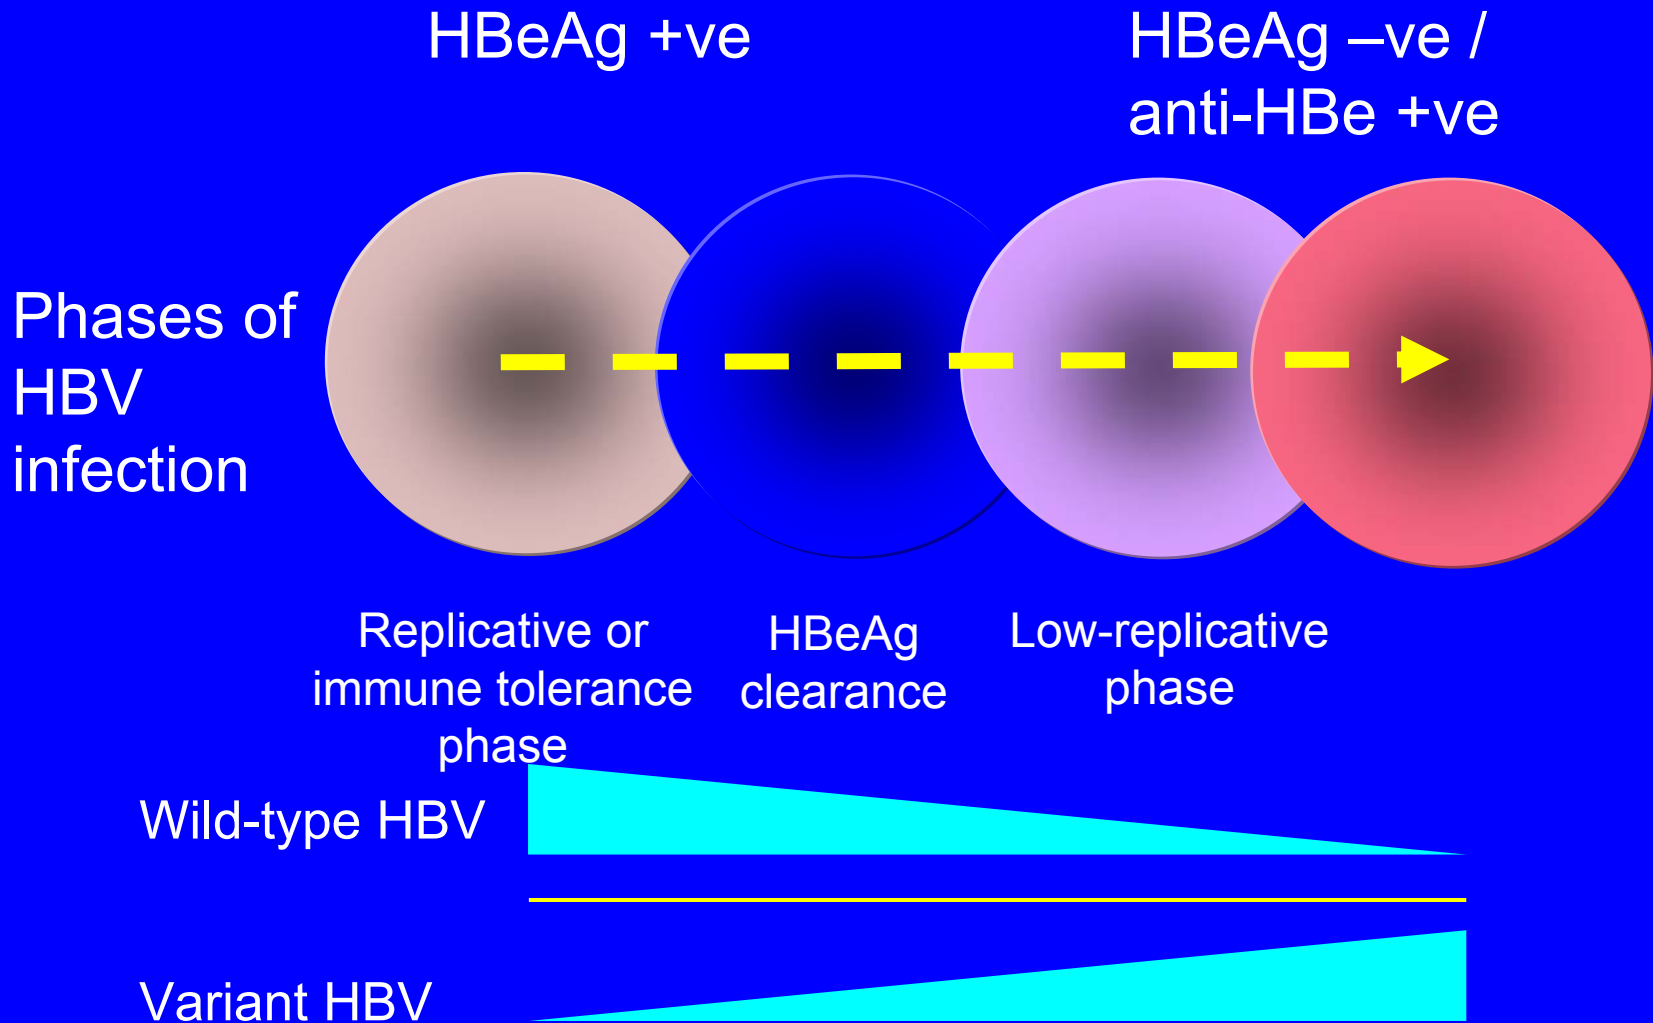 HBeAg +ve
HBeAg –ve /
anti-HBe +ve
Phases of
HBV
infection
Replicative or
immune tolerance
phase
HBeAg
clearance
Low-replicative
phase
Wild-type HBV
Variant HBV